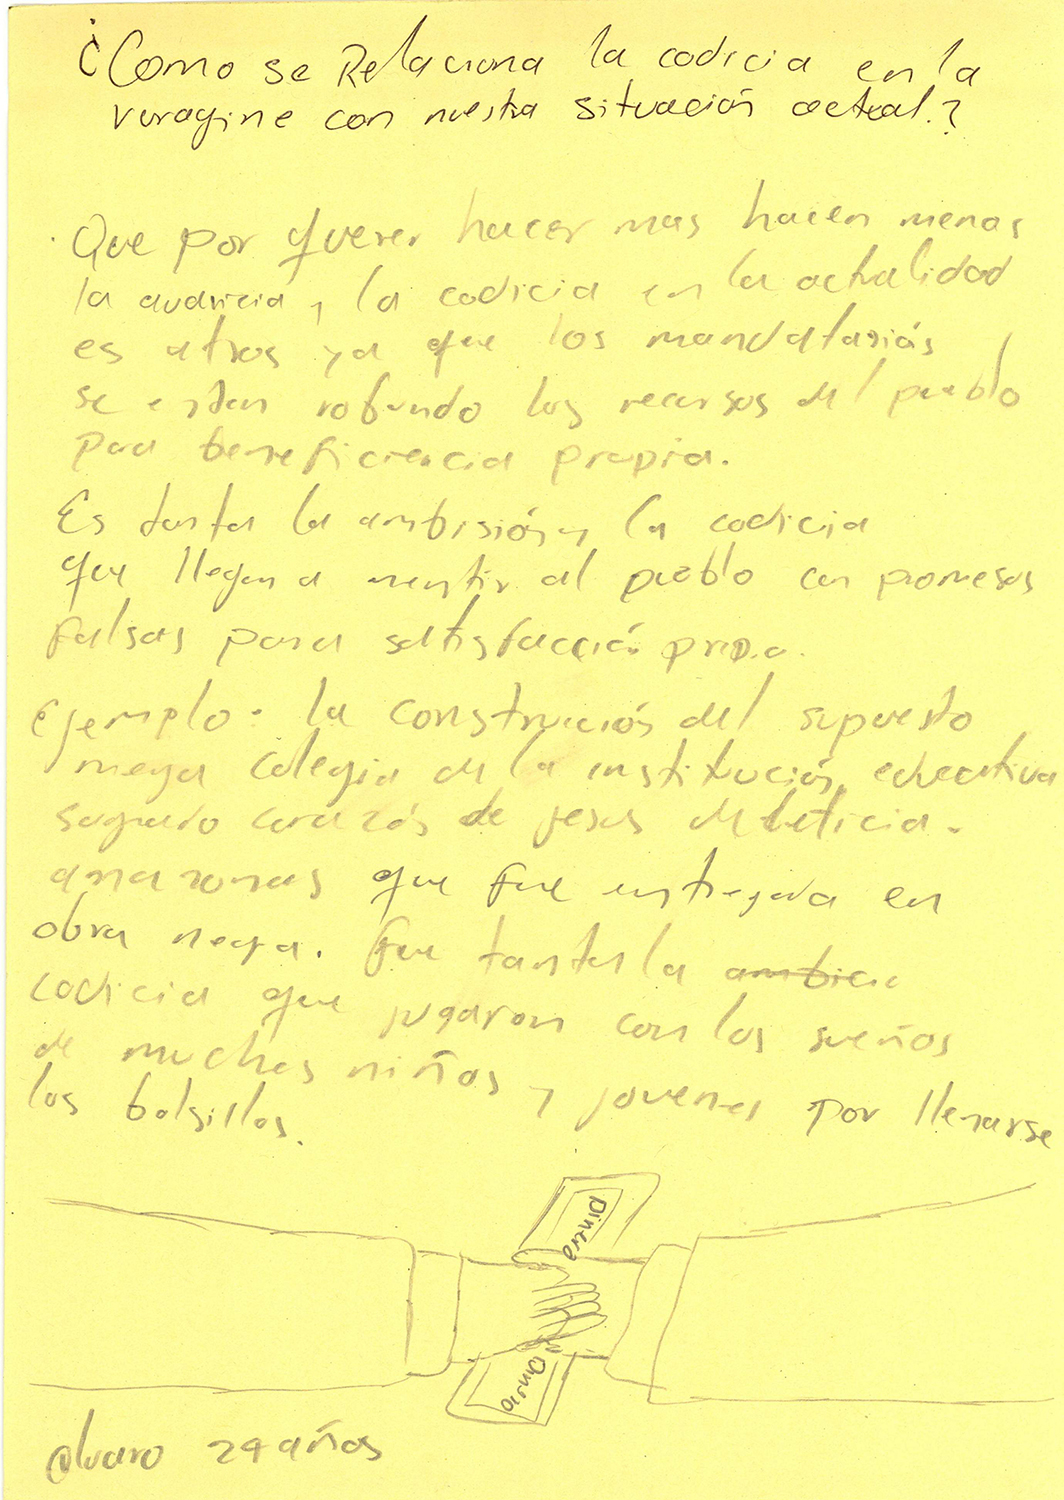 ¿Como se Relaciona la codicia en la
voragine con nuestra situación actual.?
Que por querer hacer mas hacen menos
la avaricia y la codicia en la actualidad
es atros ya que los mandatarios
se estan robando los recursos del pueblo
para beneficiencia propia.
Es tanta la ambisión y la codicia
que llegan a mentir al pueblo con promesas
falsas para satisfacción propia.
Ejemplo: la construcción del supuesto
mega colegio de la institución educativa
sagrado corazón de jesus de leticia.
amazonas que fue entregada en
obra negra. fue tanta la
codicia que jugaron con los sueños
de muchos niños y jovenes por llenarse
los bolsillos.
Dinero
Dinero
@lvaro 24 años